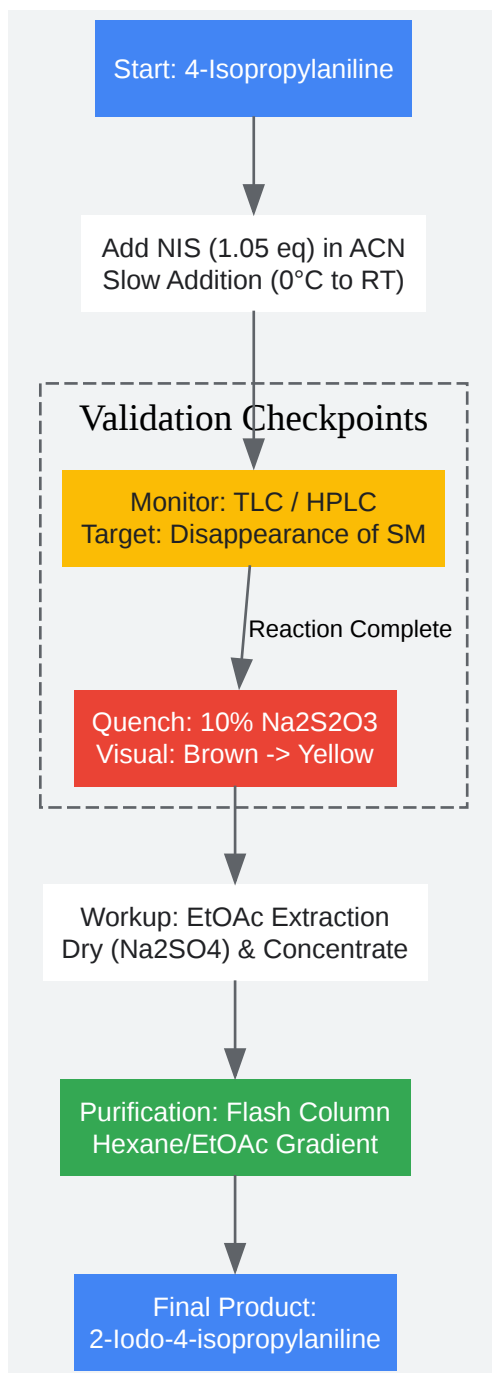 Start: 4-Isopropylaniline
Add NIS (1.05 eq) in ACN
Slow Addition (0°C to RT)
Validation Checkpoints
Monitor: TLC / HPLC
Target: Disappearance of SM
Reaction Complete
Quench: 10% Na2S2O3
Visual: Brown -> Yellow
Workup: EtOAc Extraction
Dry (Na2SO4) & Concentrate
Purification: Flash Column
Hexane/EtOAc Gradient
Final Product:
2-Iodo-4-isopropylaniline